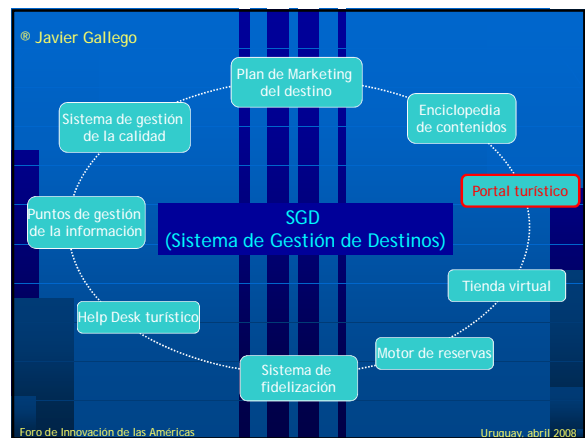 ® Javier Gallego
Plan de Marketing
del destino
Enciclopedia
de contenidos
Sistema de gestión
de la calidad
Portal turístico
Puntos de gestión
de la información
SGD
(Sistema de Gestión de Destinos)
Tienda virtual
Help Desk turístico
Motor de reservas
Sistema de
fidelización
Foro de Innovación de las Américas
Uruguay, abril 2008